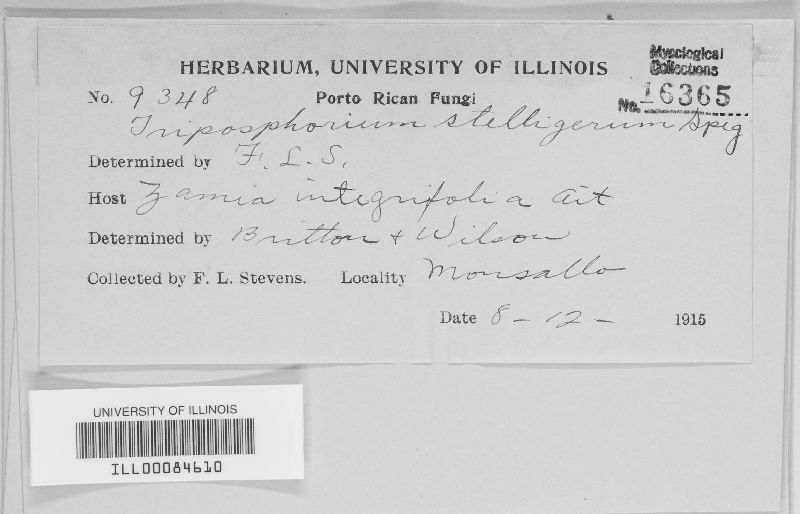 HERBARIUM, UNIVERSITY OF ILLINOIS
Mycological
Collections
No. 16365
No. 9348 Porto Rican Fungi
Triposphorium stelligerum Speg
Determined by F. L. S.
Host Zamia integrifolia Ait
Determined by Britton & Wilson
Collected by F. L. Stevens. Locality Monsallo
Date 8-12- 1915
UNIVERSITY OF ILLINOIS
ILL00084610